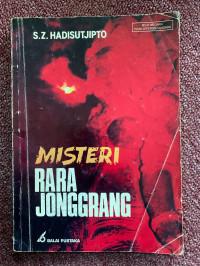 S.Z. HADISUTJIPTO
MISTERI
RARA
JONGGRANG
BALAI PUSTAKA